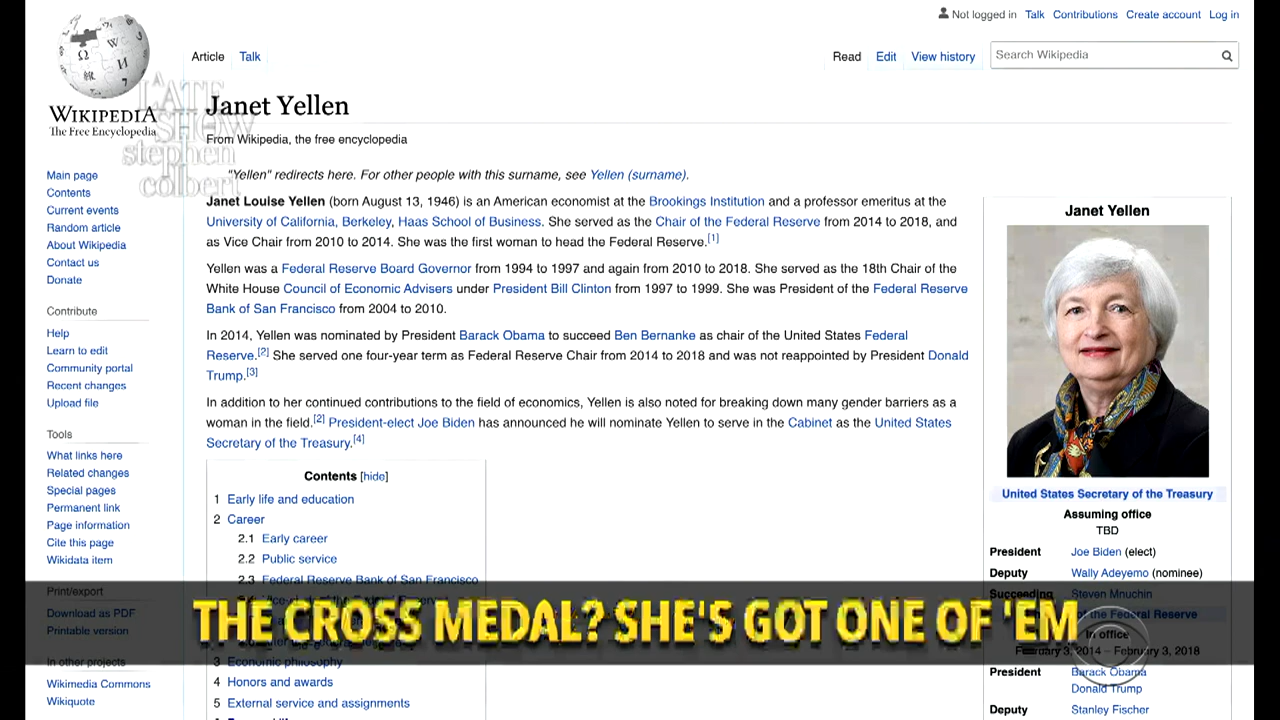 Not logged in Talk Contributions Create account Log in
Article Talk
Read Edit View history
Search Wikipedia
WIKIPEDIA
The Free Encyclopedia
A LATE SHOW
stephen
colbert
Janet Yellen
From Wikipedia, the free encyclopedia
"Yellen" redirects here. For other people with this surname, see Yellen (surname).
Janet Louise Yellen (born August 13, 1946) is an American economist at the Brookings Institution and a professor emeritus at the
University of California, Berkeley, Haas School of Business. She served as the Chair of the Federal Reserve from 2014 to 2018, and
as Vice Chair from 2010 to 2014. She was the first woman to head the Federal Reserve.[1]
Yellen was a Federal Reserve Board Governor from 1994 to 1997 and again from 2010 to 2018. She served as the 18th Chair of the
White House Council of Economic Advisers under President Bill Clinton from 1997 to 1999. She was President of the Federal Reserve
Bank of San Francisco from 2004 to 2010.
In 2014, Yellen was nominated by President Barack Obama to succeed Ben Bernanke as chair of the United States Federal
Reserve.[2] She served one four-year term as Federal Reserve Chair from 2014 to 2018 and was not reappointed by President Donald
Trump.[3]
In addition to her continued contributions to the field of economics, Yellen is also noted for breaking down many gender barriers as a
woman in the field.[2] President-elect Joe Biden has announced he will nominate Yellen to serve in the Cabinet as the United States
Secretary of the Treasury.[4]
Main page
Contents
Current events
Random article
About Wikipedia
Contact us
Donate
Contribute
Help
Learn to edit
Community portal
Recent changes
Upload file
Tools
What links here
Related changes
Special pages
Permanent link
Page information
Cite this page
Wikidata item
Print/export
Download as PDF
Printable version
In other projects
Wikimedia Commons
Wikiquote
Contents [hide]
1 Early life and education
2 Career
2.1 Early career
2.2 Public service
2.3 Federal Reserve Bank of San Francisco
3 Economic philosophy
4 Honors and awards
5 External service and assignments
Janet Yellen
United States Secretary of the Treasury
Assuming office
TBD
President Joe Biden (elect)
Deputy Wally Adeyemo (nominee)
Succeeding Steven Mnuchin
of the Federal Reserve
In office
February 3, 2014 – February 3, 2018
President Barack Obama
Donald Trump
Deputy Stanley Fischer
THE CROSS MEDAL? SHE'S GOT ONE OF 'EM